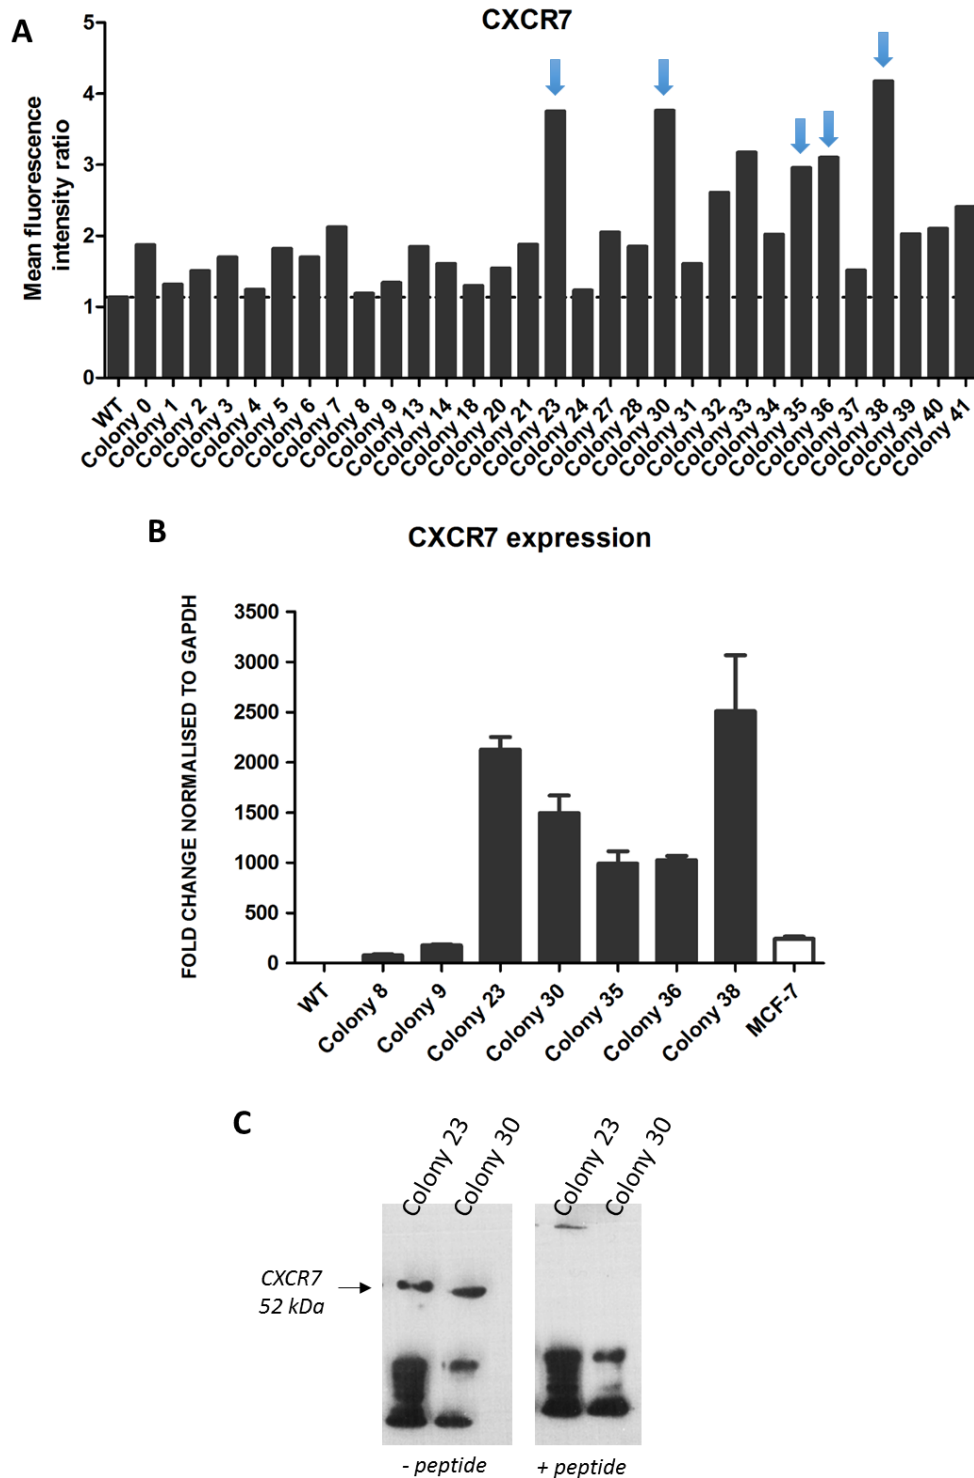 A
CXCR7
Mean fluorescence
intensity ratio
5
4
3
2
1
0
WT
Colony 0
Colony 1
Colony 2
Colony 3
Colony 4
Colony 5
Colony 6
Colony 7
Colony 8
Colony 9
Colony 13
Colony 14
Colony 18
Colony 20
Colony 21
Colony 23
Colony 24
Colony 27
Colony 28
Colony 30
Colony 31
Colony 32
Colony 33
Colony 34
Colony 35
Colony 36
Colony 37
Colony 38
Colony 39
Colony 40
Colony 41
B
CXCR7 expression
FOLD CHANGE NORMALISED TO GAPDH
3500
3000
2500
2000
1500
1000
500
0
WT
Colony 8
Colony 9
Colony 23
Colony 30
Colony 35
Colony 36
Colony 38
MCF-7
C
Colony 23
Colony 30
Colony 23
Colony 30
CXCR7
52 kDa
- peptide
+ peptide